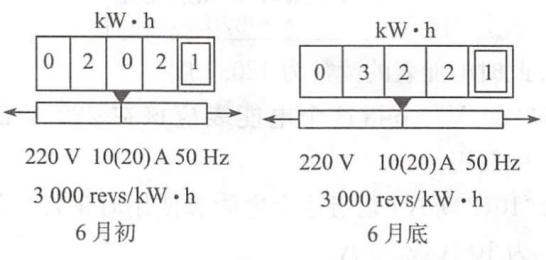 kW·h
0 2 0 2 1
220 V 10(20) A 50 Hz
3 000 revs/kW·h
6月初
kW·h
0 3 2 2
220 V 10(20) A 50 Hz
3 000 revs/kW·h
6月底